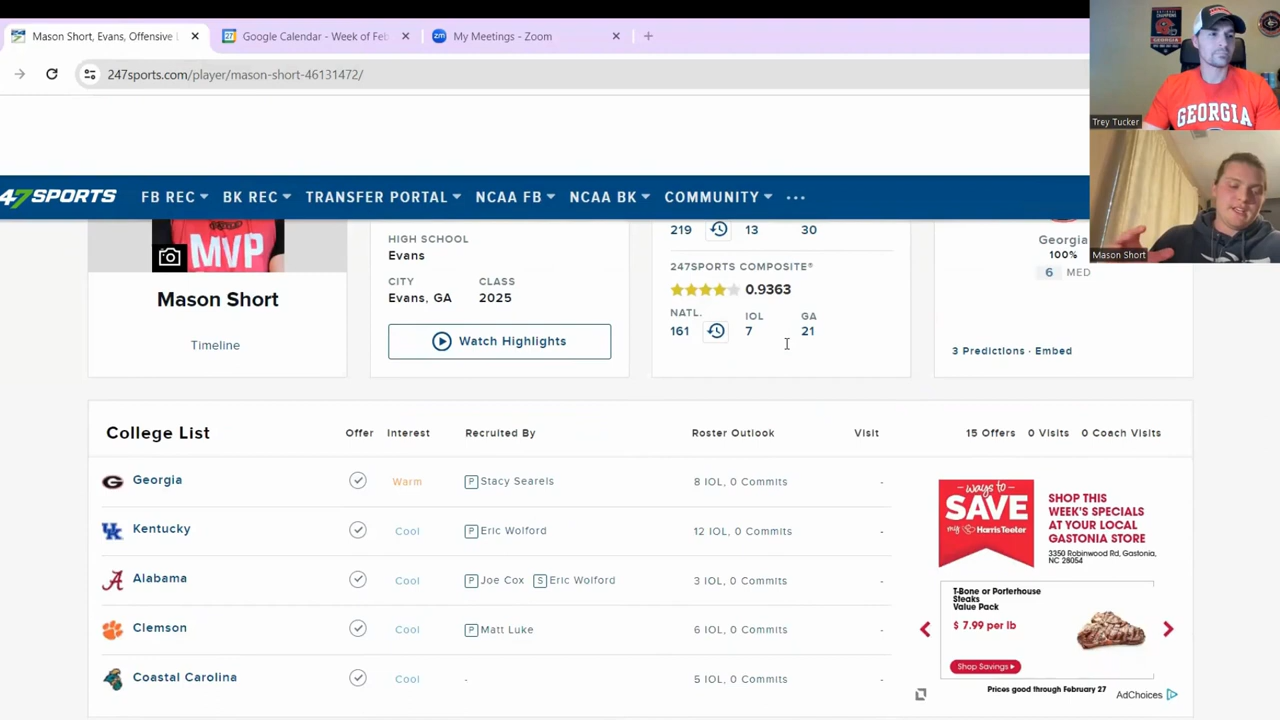 Mason Short, Evans, Offensive L
Google Calendar - Week of Feb
My Meetings - Zoom
247sports.com/player/mason-short-46131472/
GEORGIA
GEORGIA
Trey Tucker
Mason Short
47SPORTS FB REC BK REC TRANSFER PORTAL NCAA FB NCAA BK COMMUNITY
MVP
Mason Short
Timeline
HIGH SCHOOL
Evans
CITY CLASS
Evans, GA 2025
Watch Highlights
219 13 30
247SPORTS COMPOSITE®
0.9363
NATL. IOL GA
161 7 21
Georgia
100%
6 MED
3 Predictions · Embed
College List Offer Interest Recruited By Roster Outlook Visit 15 Offers 0 Visits 0 Coach Visits
Georgia Warm P Stacy Searels 8 IOL, 0 Commits -
Kentucky Cool P Eric Wolford 12 IOL, 0 Commits -
Alabama Cool P Joe Cox S Eric Wolford 3 IOL, 0 Commits -
Clemson Cool P Matt Luke 6 IOL, 0 Commits -
Coastal Carolina Cool - 5 IOL, 0 Commits -
ways to
SAVE
my Harris Teeter
SHOP THIS
WEEK'S SPECIALS
AT YOUR LOCAL
GASTONIA STORE
3350 Robinwood Rd, Gastonia,
NC 28054
T-Bone or Porterhouse
Steaks
Value Pack
$ 7.99 per lb
Shop Savings
Prices good through February 27
AdChoices